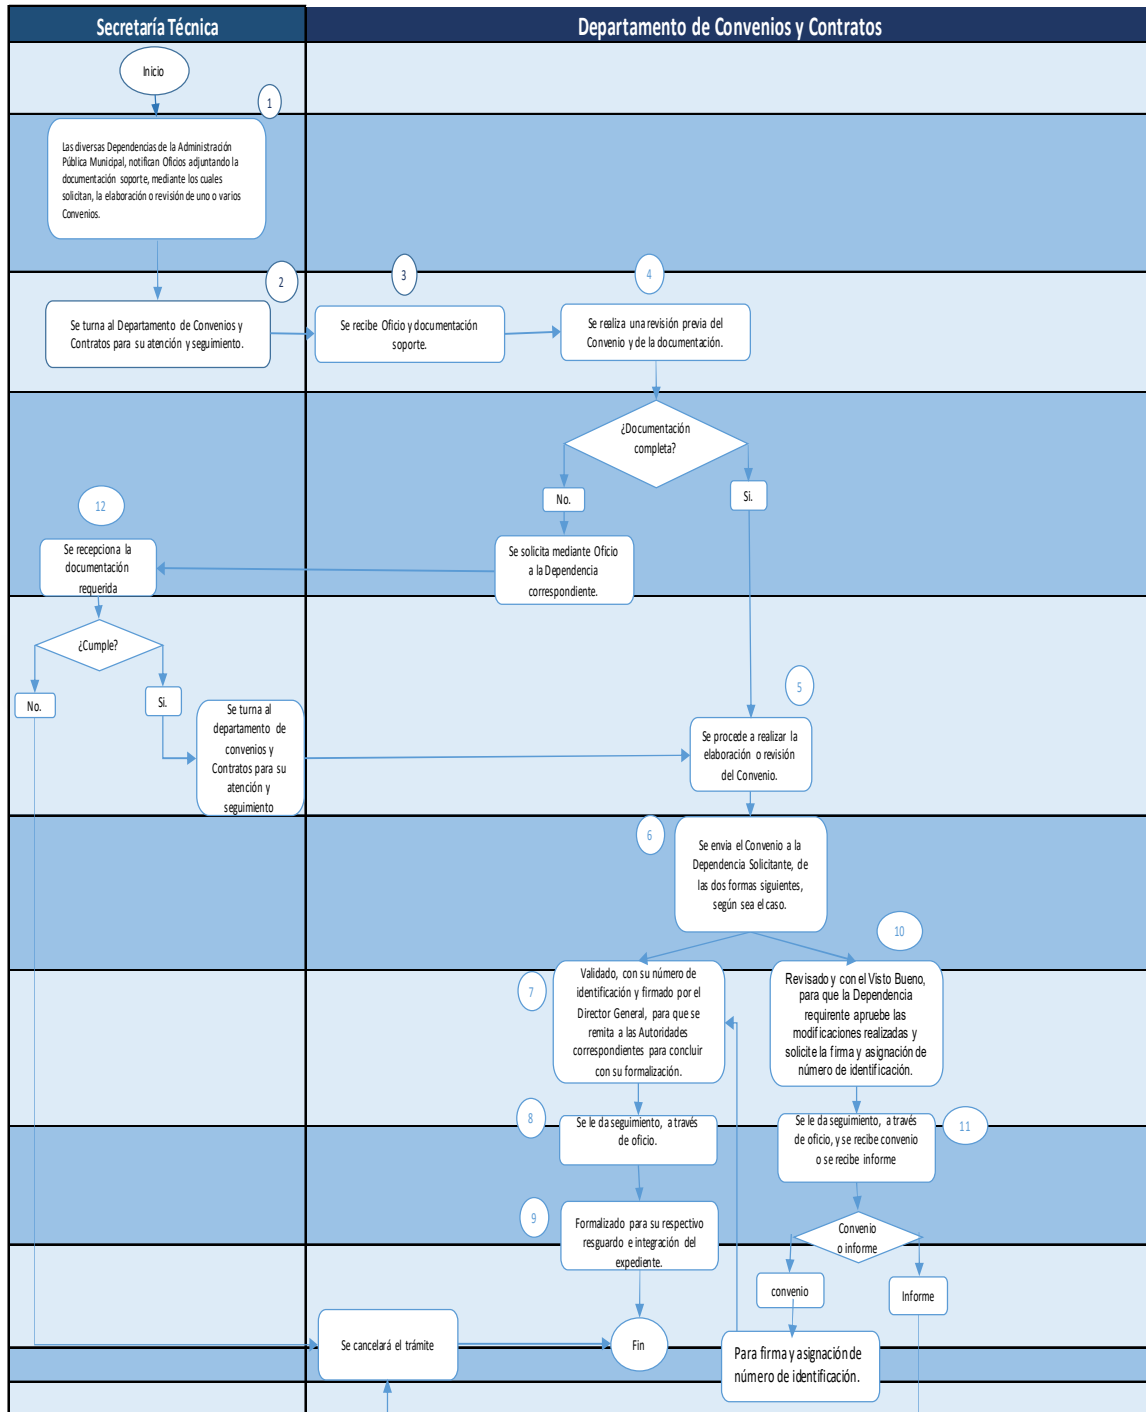 Secretaría Técnica
Departamento de Convenios y Contratos
Inicio
1
Las diversas Dependencias de la Administración
Pública Municipal, notifican Oficios adjuntando la
documentación soporte, mediante los cuales
solicitan, la elaboración o revisión de uno o varios
Convenios.
2
3
4
Se turna al Departamento de Convenios y
Contratos para su atención y seguimiento.
Se recibe Oficio y documentación
soporte.
Se realiza una revisión previa del
Convenio y de la documentación.
¿Documentación
completa?
No.
Si.
12
Se recepciona la
documentación
requerida
Se solicita mediante Oficio
a la Dependencia
correspondiente.
¿Cumple?
No.
Si.
5
Se turna al
departamento de
convenios y
Contratos para su
atención y
seguimiento
Se procede a realizar la
elaboración o revisión
del Convenio.
6
Se envia el Convenio a la
Dependencia Solicitante, de
las dos formas siguientes,
según sea el caso.
10
7
Validado, con su número de
identificación y firmado por el
Director General, para que se
remita a las Autoridades
correspondientes para concluir
con su formalización.
Revisado y con el Visto Bueno,
para que la Dependencia
requirente apruebe las
modificaciones realizadas y
solicite la firma y asignación de
número de identificación.
8
Se le da seguimiento, a través
de oficio.
Se le da seguimiento, a través
de oficio, y se recibe convenio
o se recibe informe
11
9
Formalizado para su respectivo
resguardo e integración del
expediente.
Convenio
o informe
convenio
Informe
Se cancelará el trámite
Fin
Para firma y asignación de
número de identificación.